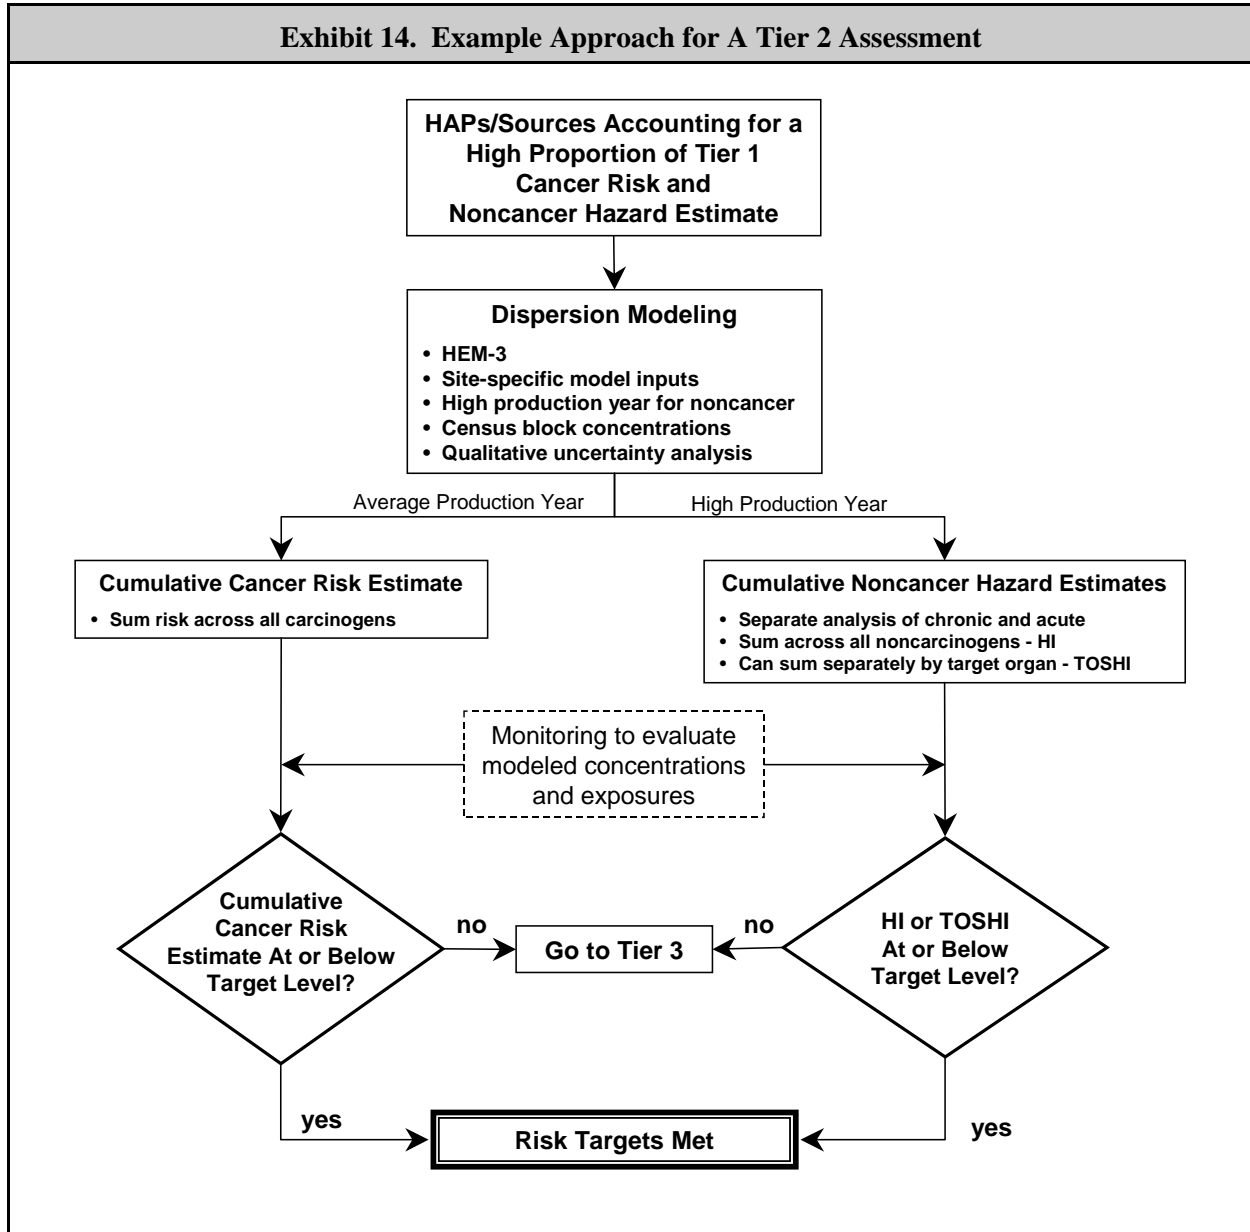 Exhibit 14.  Example Approach for A Tier 2 Assessment
HAPs/Sources Accounting for a
High Proportion of Tier 1
Cancer Risk and
Noncancer Hazard Estimate
Dispersion Modeling
• HEM-3
• Site-specific model inputs
• High production year for noncancer
• Census block concentrations
• Qualitative uncertainty analysis
Average Production Year
High Production Year
Cumulative Cancer Risk Estimate
• Sum risk across all carcinogens
Cumulative Noncancer Hazard Estimates
• Separate analysis of chronic and acute
• Sum across all noncarcinogens - HI
• Can sum separately by target organ - TOSHI
Monitoring to evaluate
modeled concentrations
and exposures
Cumulative
Cancer Risk
Estimate At or Below
Target Level?
no
Go to Tier 3
no
HI or TOSHI
At or Below
Target Level?
yes
Risk Targets Met
yes